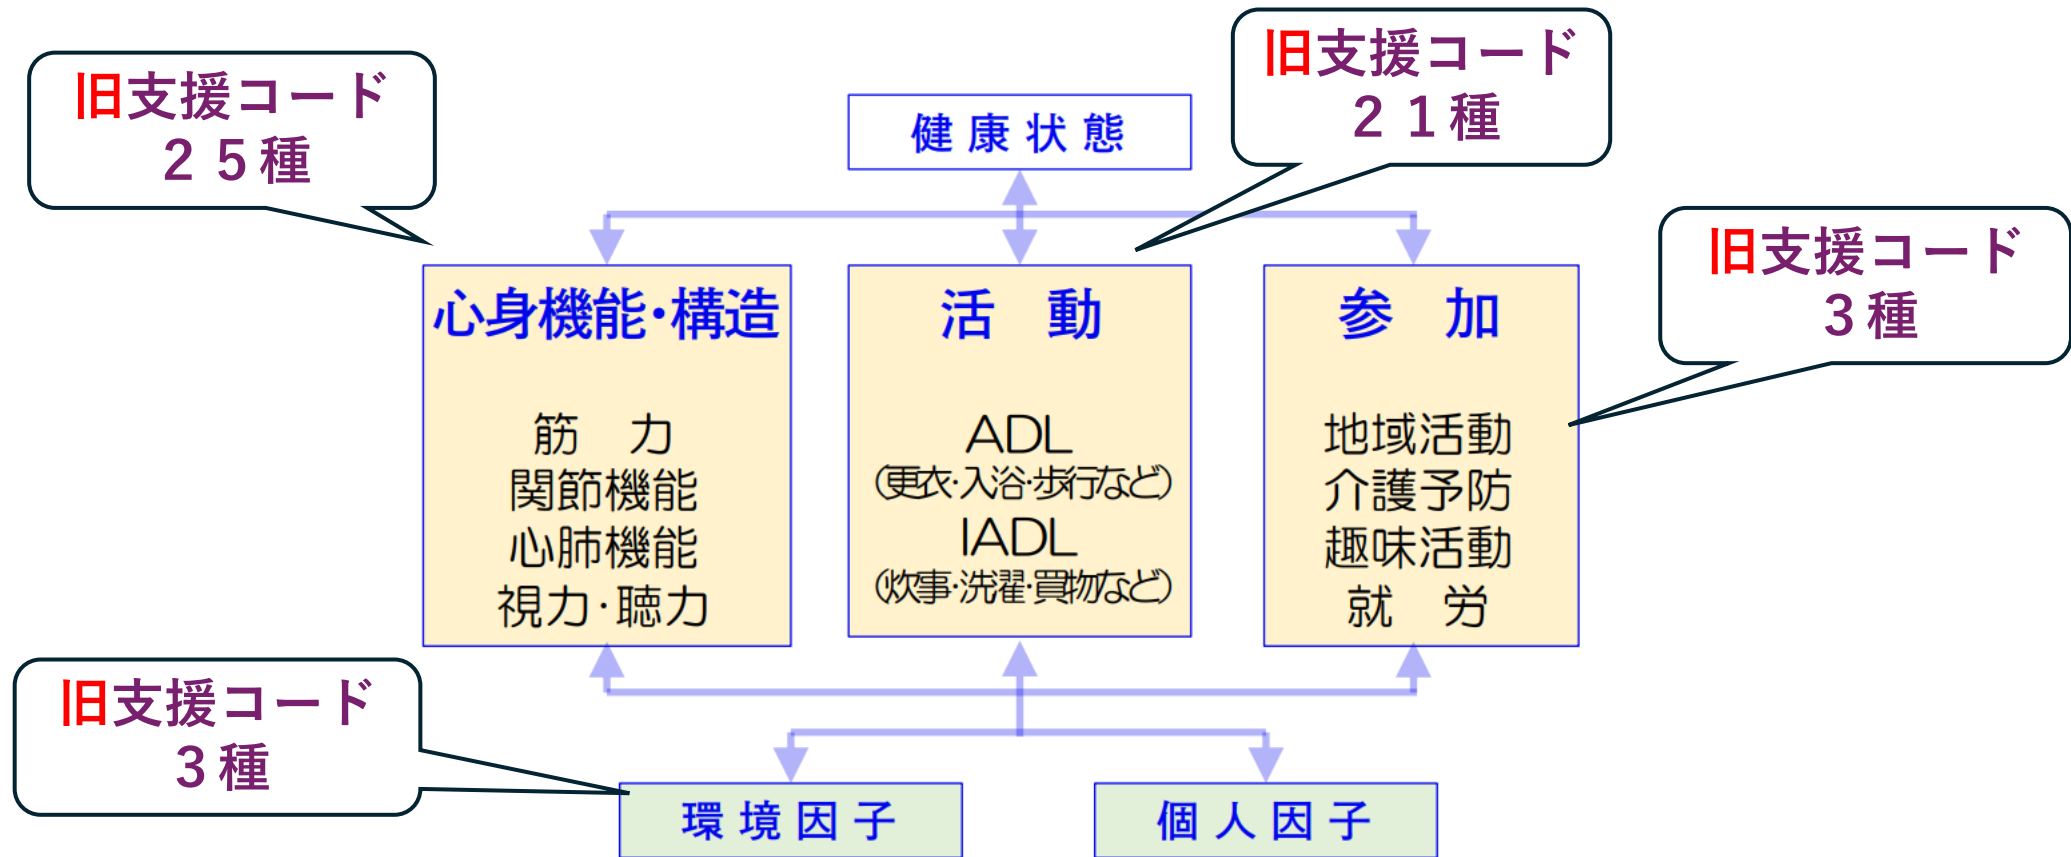 旧支援コード
２５種
旧支援コード
２１種
健康状態
旧支援コード
３種
心身機能・構造
筋　力
関節機能
心肺機能
視力・聴力
活　動
ADL
（更衣・入浴・歩行など）
IADL
（炊事・洗濯・買物など）
参　加
地域活動
介護予防
趣味活動
就　労
旧支援コード
３種
環境因子
個人因子